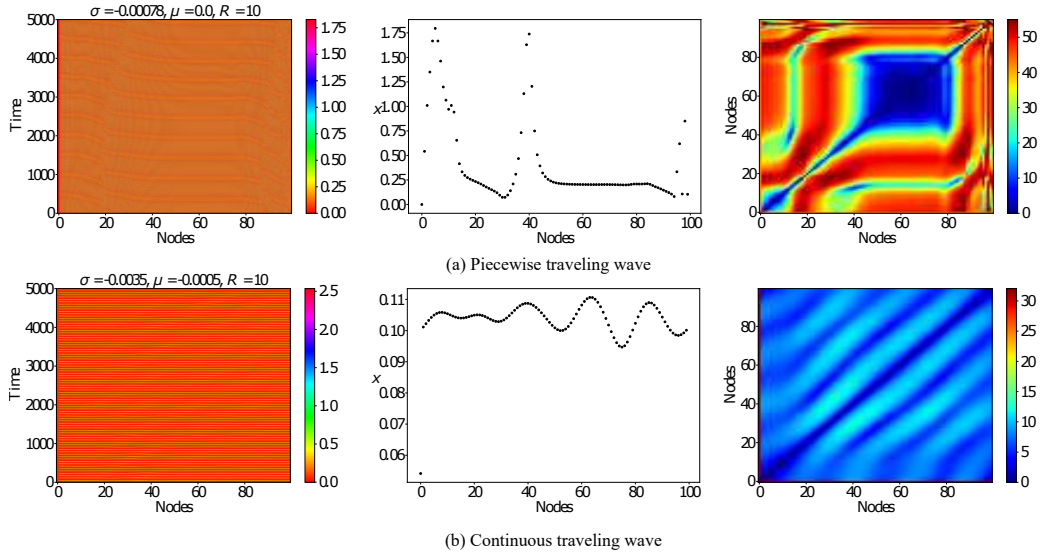 σ=-0.00078, μ=0.0, R=10
5000
4000
3000
2000
1000
0
Time
0 20 40 60 80
Nodes
1.75
1.50
1.25
1.00
0.75
0.50
0.25
0.00
1.75
1.50
1.25
x 1.00
0.75
0.50
0.25
0.00
0 20 40 60 80 100
Nodes
80
60
40
20
0
Nodes
0 20 40 60 80
Nodes
50
40
30
20
10
0
(a) Piecewise traveling wave
σ=-0.0035, μ=-0.0005, R=10
5000
4000
3000
2000
1000
0
Time
0 20 40 60 80
Nodes
2.5
2.0
1.5
1.0
0.5
0.0
0.11
0.10
0.09
x
0.08
0.07
0.06
0 20 40 60 80 100
Nodes
80
60
40
20
0
Nodes
0 20 40 60 80
Nodes
30
25
20
15
10
5
0
(b) Continuous traveling wave